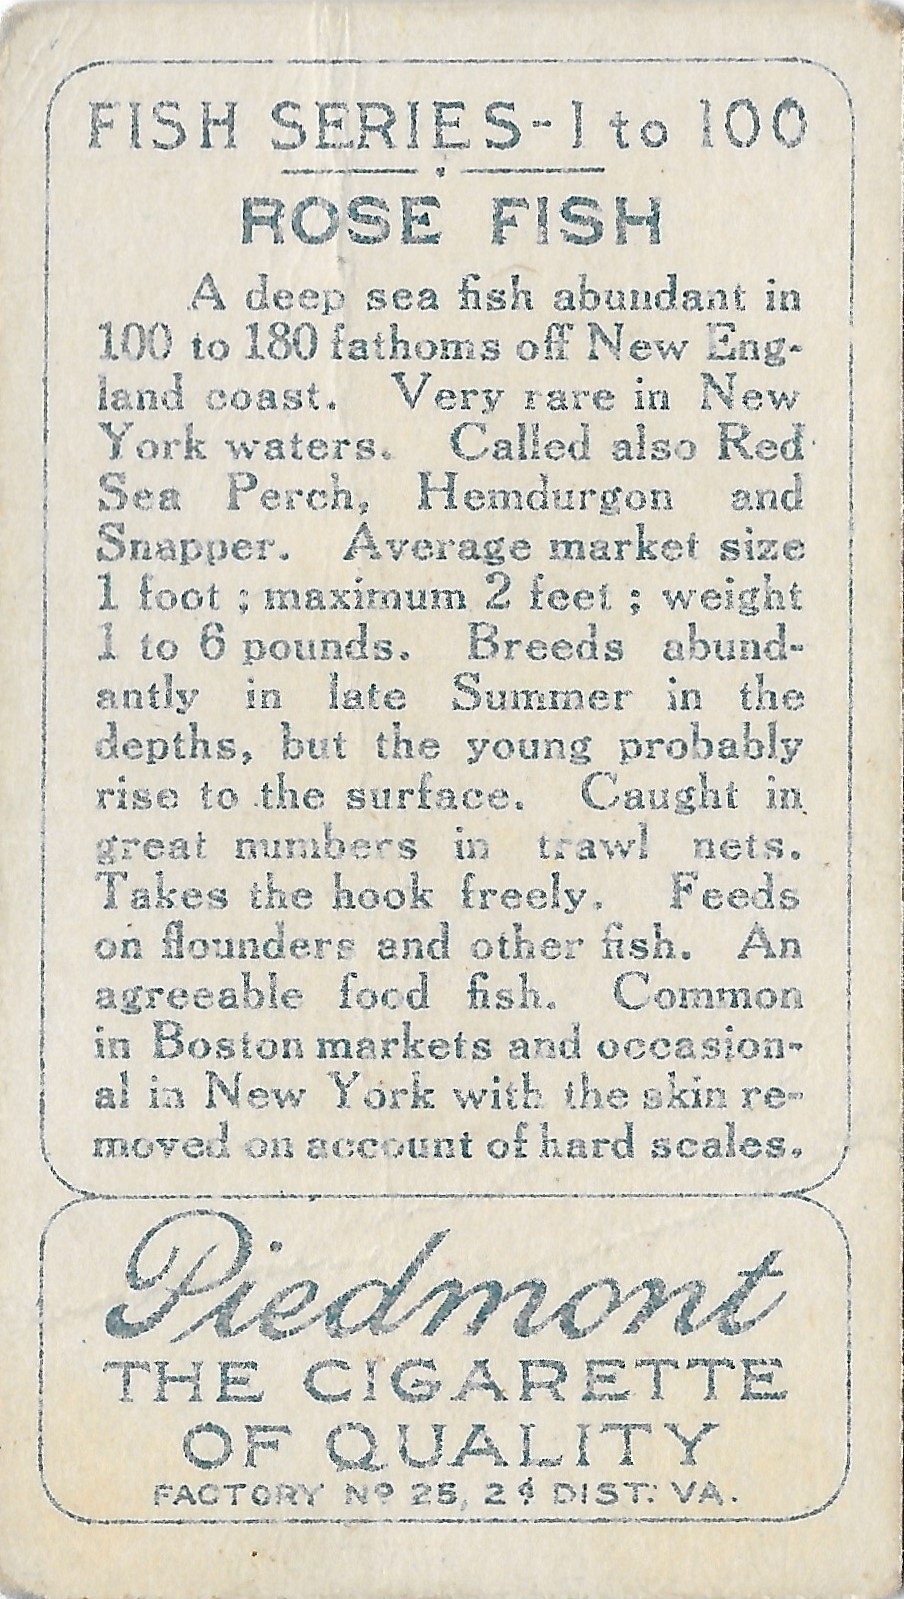 FISH SERIES-1 to 100
ROSE FISH
A deep sea fish abundant in
100 to 180 fathoms off New Eng-
land coast. Very rare in New
York waters. Called also Red
Sea Perch, Hemdurgon and
Snapper. Average market size
1 foot; maximum 2 feet; weight
1 to 6 pounds. Breeds abund-
antly in late Summer in the
depths, but the young probably
rise to the surface. Caught in
great numbers in trawl nets.
Takes the hook freely. Feeds
on flounders and other fish. An
agreeable food fish. Common
in Boston markets and occasion-
al in New York with the skin re-
moved on account of hard scales.
Piedmont
THE CIGARETTE
OF QUALITY
FACTORY Nº 25, 2ᵈ DIST. VA.